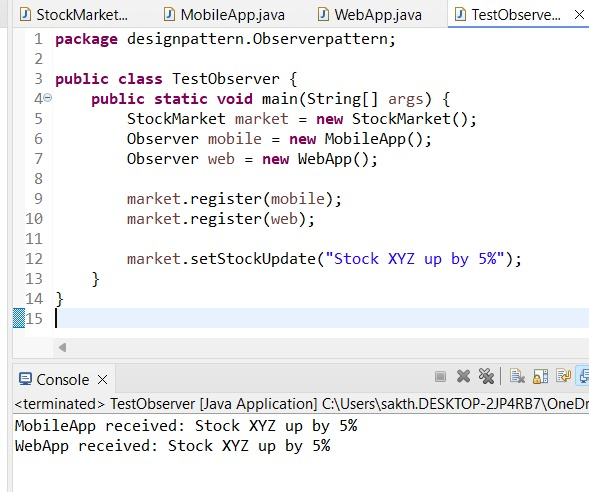 StockMarket... MobileApp.java WebApp.java TestObserve...
1 package designpattern.Observerpattern;
2
3 public class TestObserver {
4 public static void main(String[] args) {
5 StockMarket market = new StockMarket();
6 Observer mobile = new MobileApp();
7 Observer web = new WebApp();
8
9 market.register(mobile);
10 market.register(web);
11
12 market.setStockUpdate("Stock XYZ up by 5%");
13 }
14 }
15
Console
<terminated> TestObserver [Java Application] C:\Users\sakth.DESKTOP-2JP4RB7\OneDr
MobileApp received: Stock XYZ up by 5%
WebApp received: Stock XYZ up by 5%